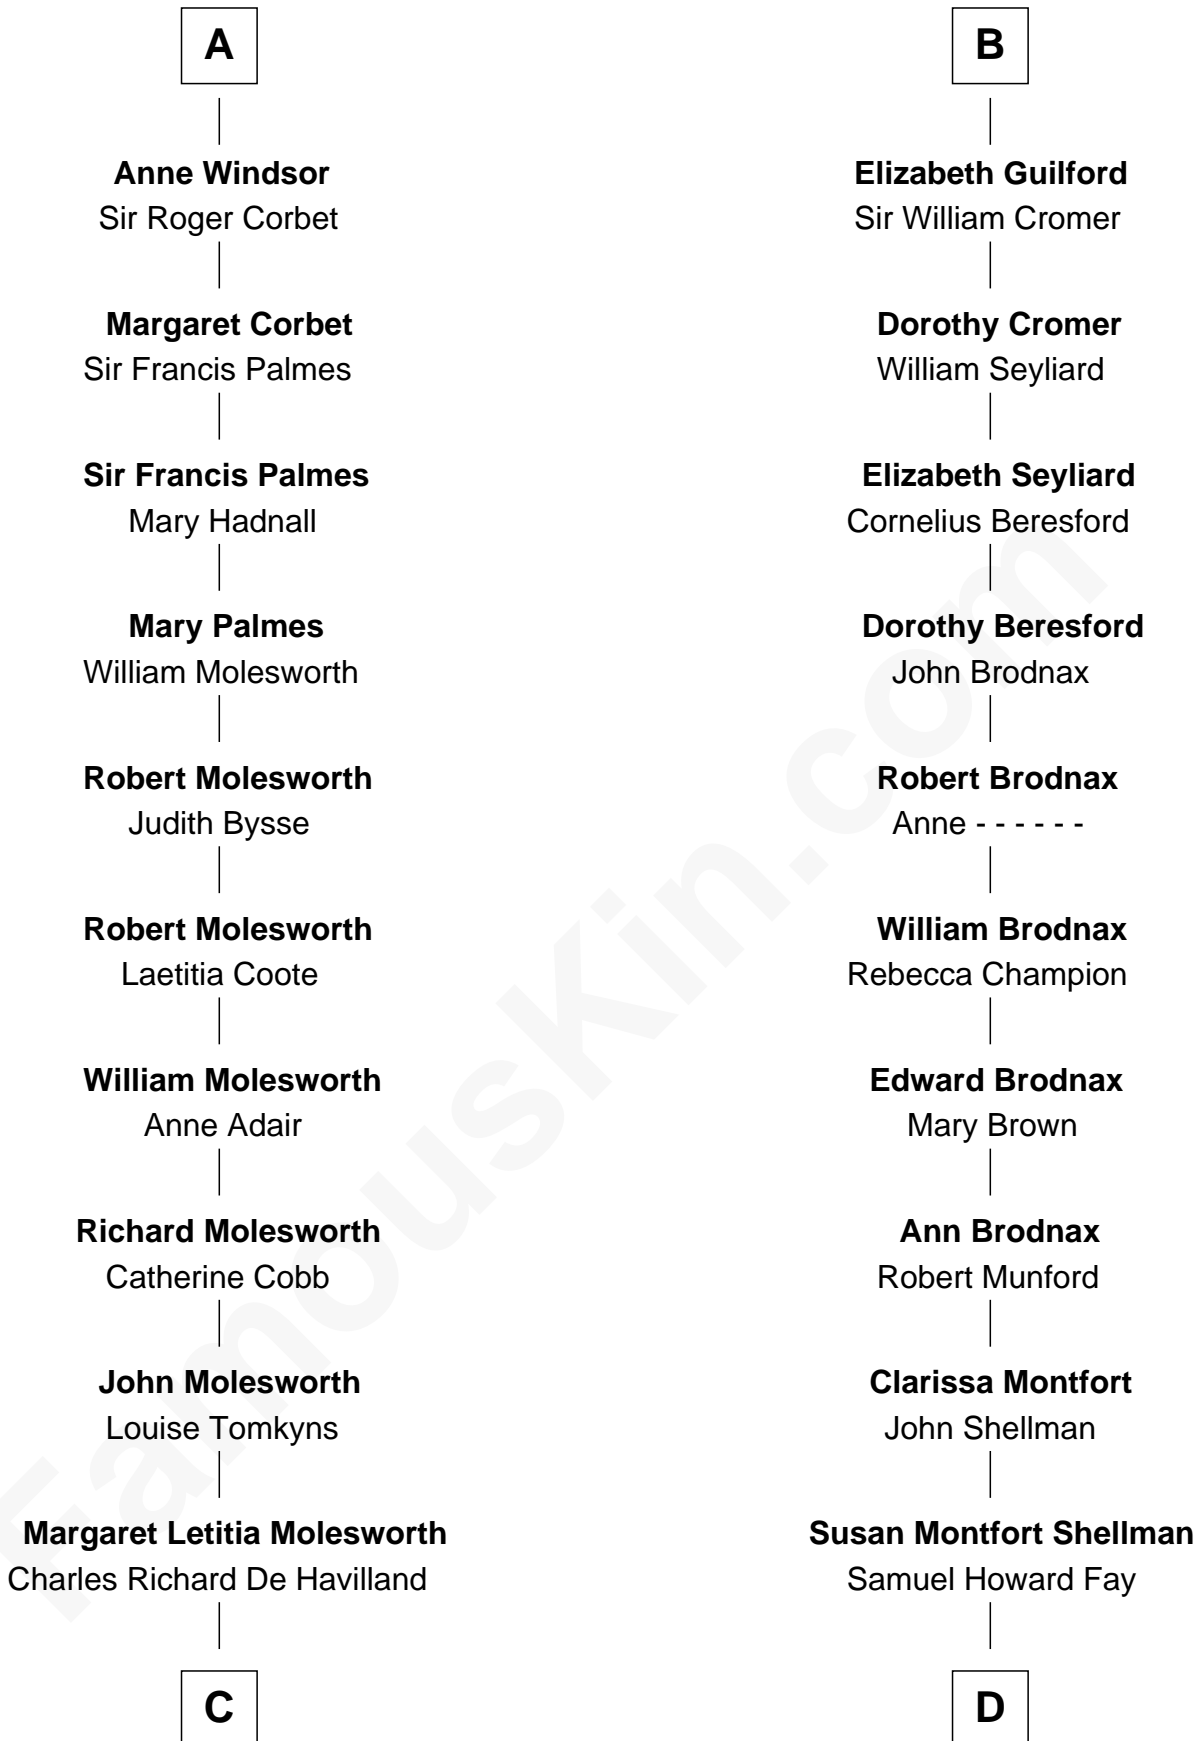 A
Anne Windsor
Sir Roger Corbet
Margaret Corbet
Sir Francis Palmes
Sir Francis Palmes
Mary Hadnall
Mary Palmes
William Molesworth
Robert Molesworth
Judith Bysse
Robert Molesworth
Laetitia Coote
William Molesworth
Anne Adair
Richard Molesworth
Catherine Cobb
John Molesworth
Louise Tomkyns
Margaret Letitia Molesworth
Charles Richard De Havilland
C
B
Elizabeth Guilford
Sir William Cromer
Dorothy Cromer
William Seyliard
Elizabeth Seyliard
Cornelius Beresford
Dorothy Beresford
John Brodnax
Robert Brodnax
Anne - - - - - -
William Brodnax
Rebecca Champion
Edward Brodnax
Mary Brown
Ann Brodnax
Robert Munford
Clarissa Montfort
John Shellman
Susan Montfort Shellman
Samuel Howard Fay
D
FamousKin.com